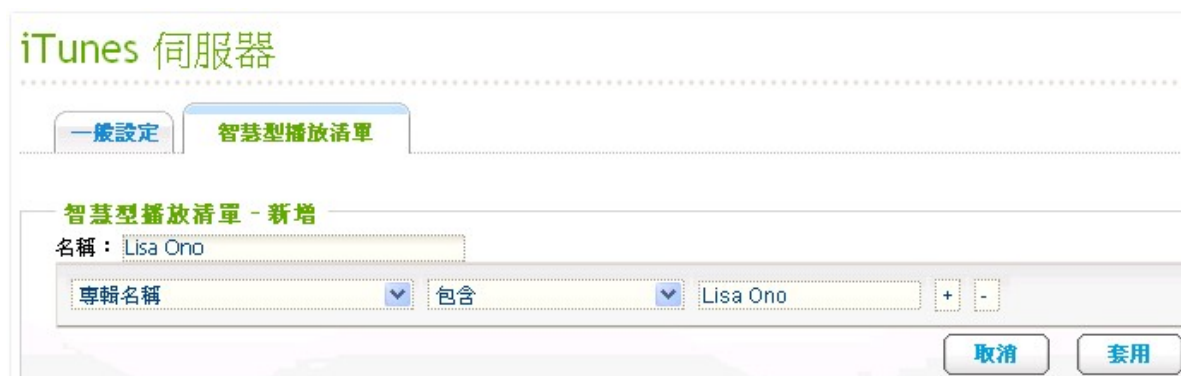 iTunes 伺服器
一般設定 智慧型播放清單
智慧型播放清單 - 新增
名稱： Lisa Ono
專輯名稱 包含 Lisa Ono + -
取消 套用